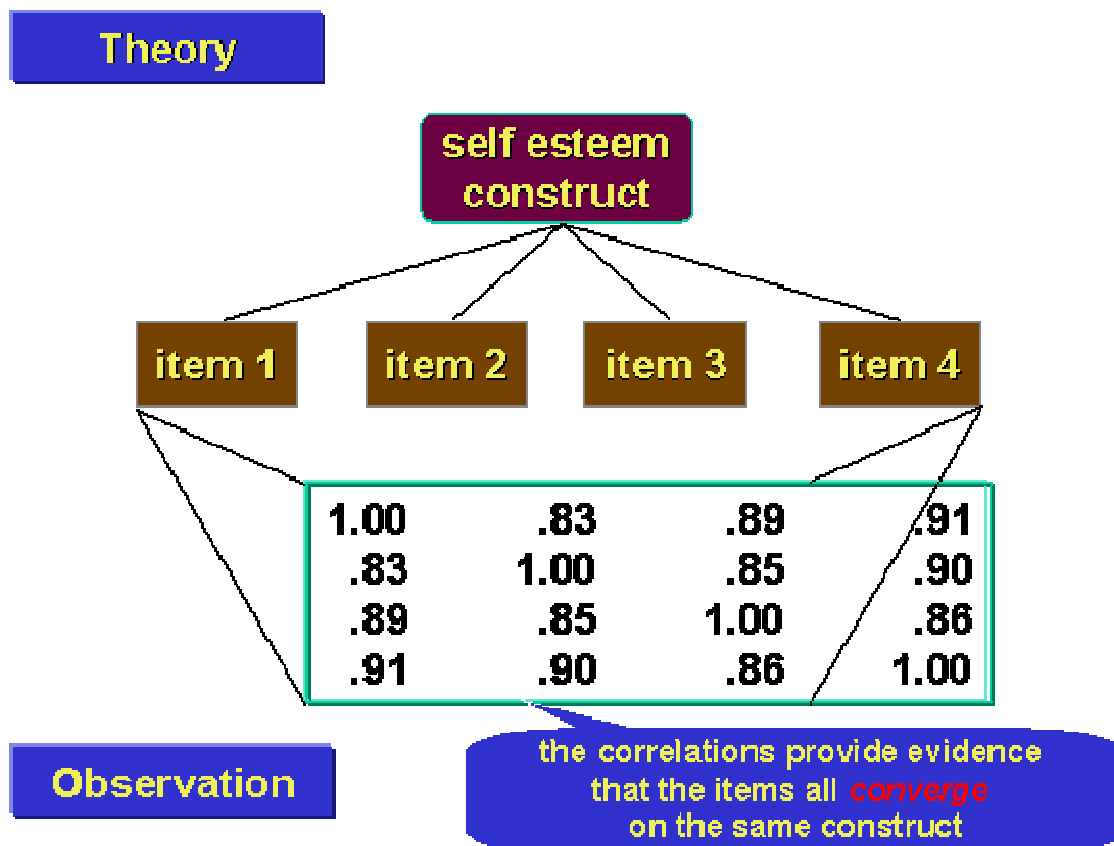 Theory
self esteem
construct
item 1
item 2
item 3
item 4
1.00 .83 .89 .91
.83 1.00 .85 .90
.89 .85 1.00 .86
.91 .90 .86 1.00
the correlations provide evidence
that the items all converge
on the same construct
Observation